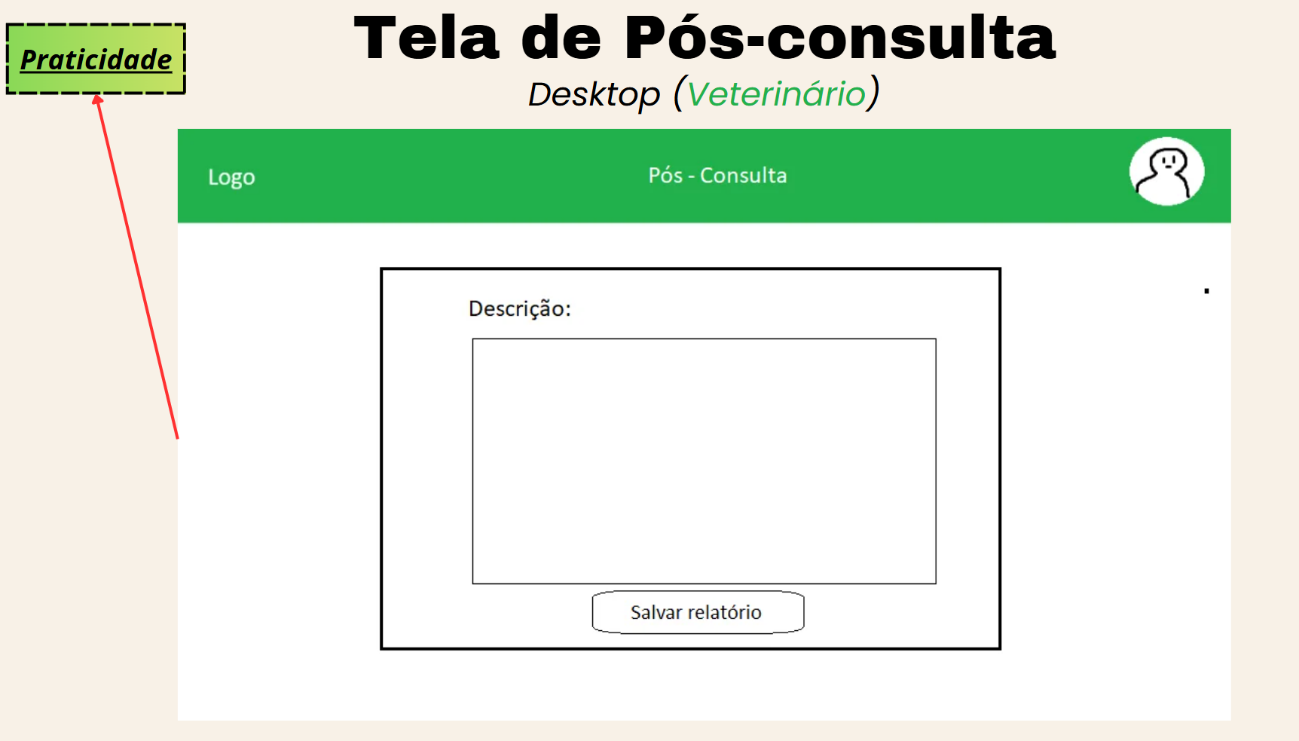 Tela de Pós-consulta
Praticidade
Desktop (Veterinário)
Logo
Pós - Consulta
Descrição:
Salvar relatório